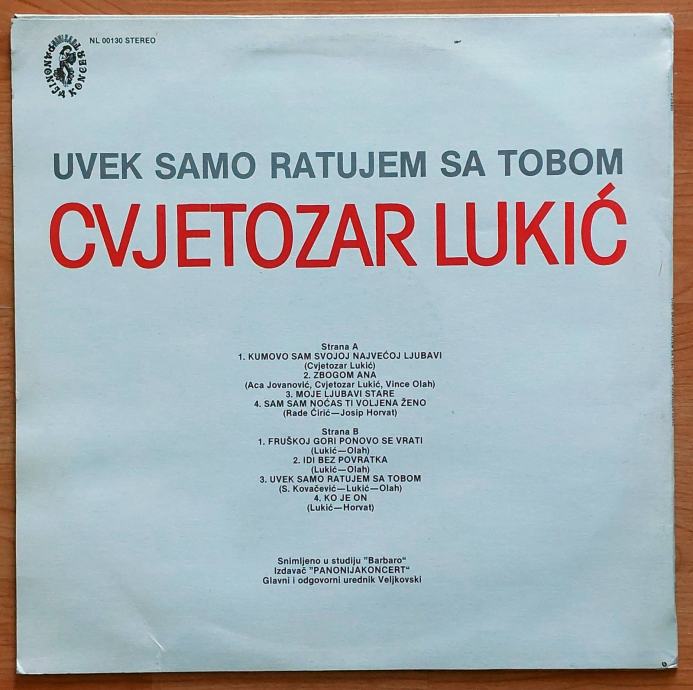 PANONIJA KONCERT
NL 00130 STEREO
UVEK SAMO RATUJEM SA TOBOM
CVJETOZAR LUKIĆ
Strana A
1. KUMOVO SAM SVOJOJ NAJVEĆOJ LJUBAVI
(Cvjetozar Lukić)
2. ZBOGOM ANA
(Aca Jovanović, Cvjetozar Lukić, Vince Olah)
3. MOJE LJUBAVI STARE
4. SAM SAM NOĆAS TI VOLJENA ŽENO
(Rade Ćirić—Josip Horvat)
Strana B
1. FRUŠKOJ GORI PONOVO SE VRATI
(Lukić—Olah)
2. IDI BEZ POVRATKA
(Lukić—Olah)
3. UVEK SAMO RATUJEM SA TOBOM
(S. Kovačević—Lukić—Olah)
4. KO JE ON
(Lukić—Horvat)
Snimljeno u studiju "Barbaro"
Izdavač "PANONIJAKONCERT"
Glavni i odgovorni urednik Veljkovski